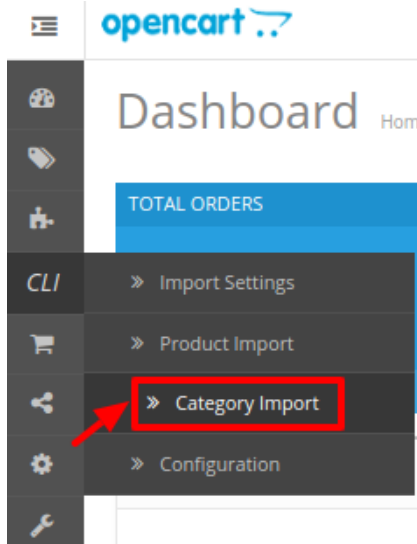 opencart
Dashboard Hom
TOTAL ORDERS
CLI
» Import Settings
» Product Import
» Category Import
» Configuration